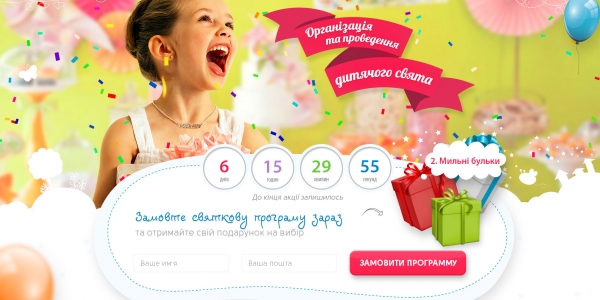 Організація
та проведення
дитячого свята
6 15 29 55
днів годин хвилин секунд
До кінця акції залишилось
2. Мильні бульки
Замовте святкову програму зараз
та отримайте свій подарунок на вибір
Ваше им'я Ваша пошта ЗАМОВИТИ ПРОГРАММУ